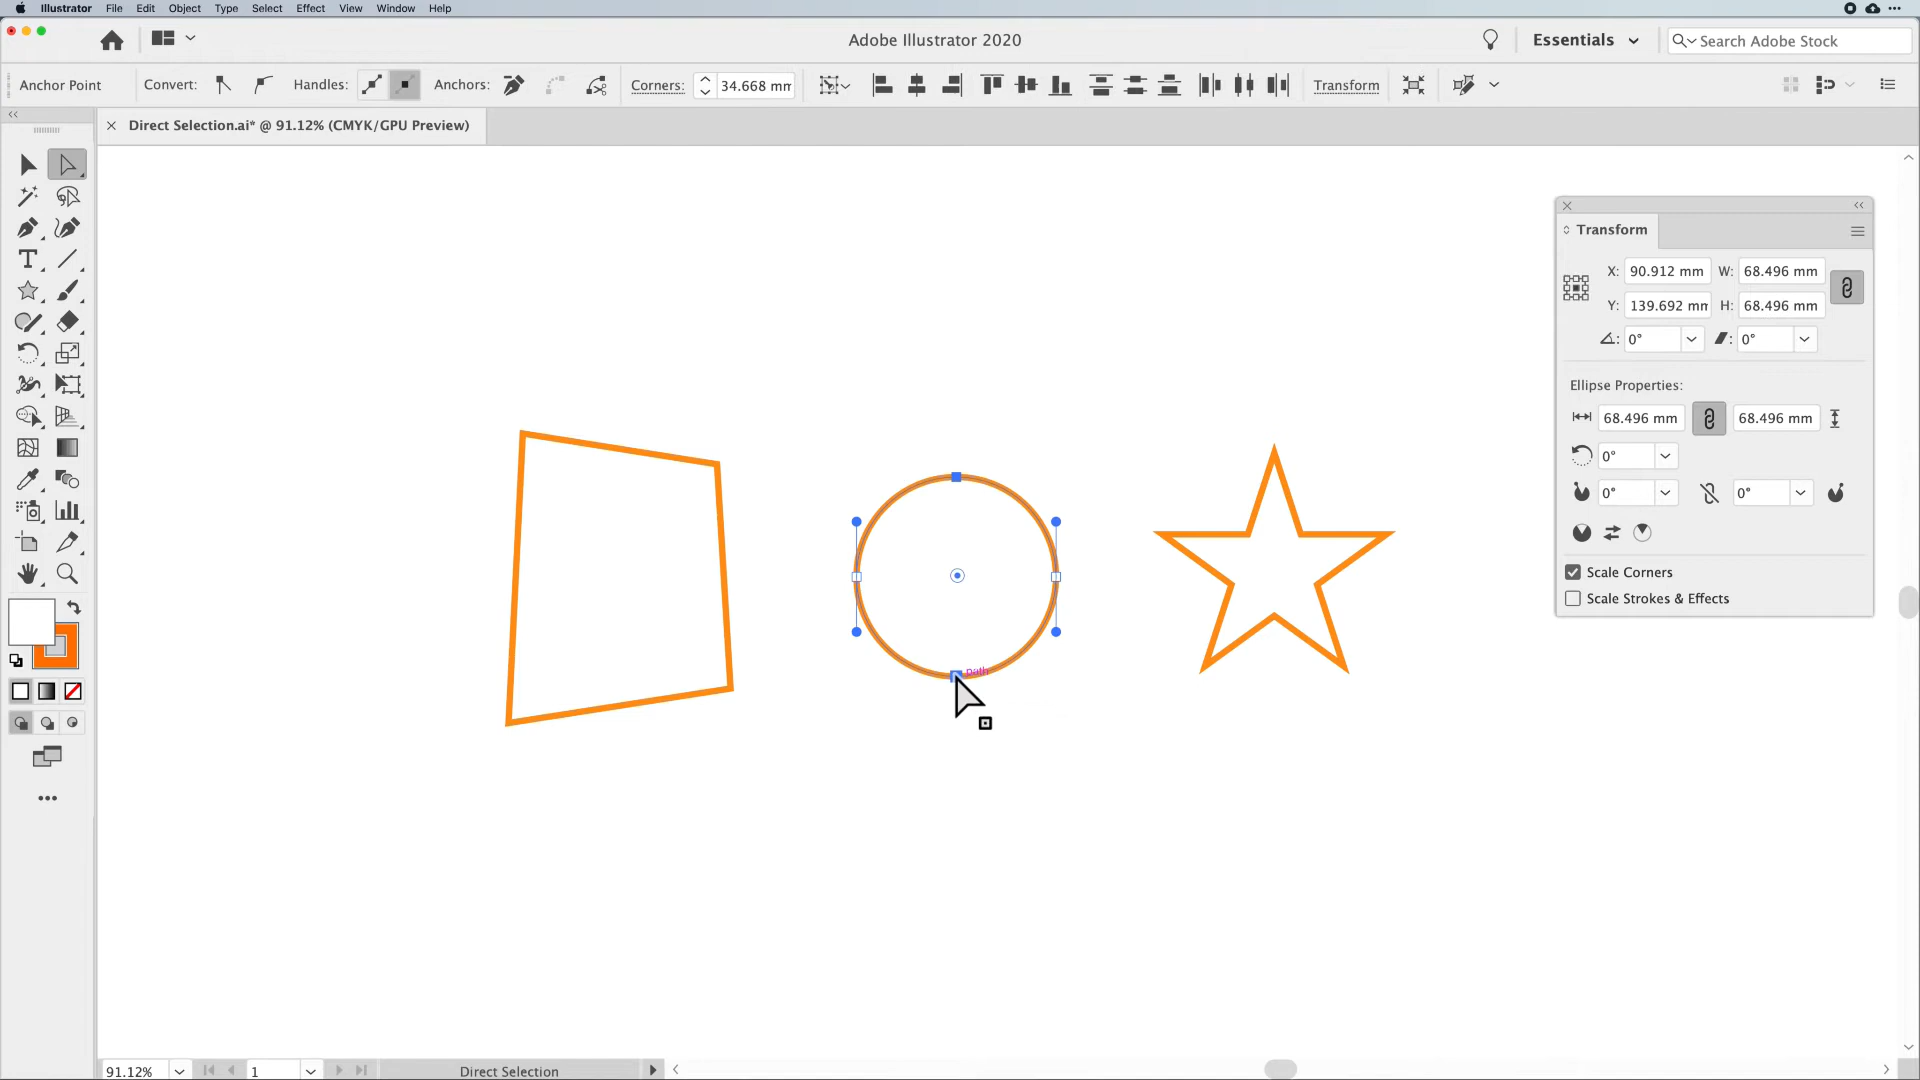 Illustrator File Edit Object Type Select Effect View Window Help
Adobe Illustrator 2020
Essentials
Search Adobe Stock
Anchor Point Convert: Handles: Anchors: Corners: 34.668 mm Transform
Direct Selection.ai* @ 91.12% (CMYK/GPU Preview)
Transform
X: 90.912 mm W: 68.496 mm
Y: 139.692 mm H: 68.496 mm
0° 0°
Ellipse Properties:
68.496 mm 68.496 mm
0°
0° 0°
Scale Corners
Scale Strokes & Effects
path
91.12% 1 Direct Selection